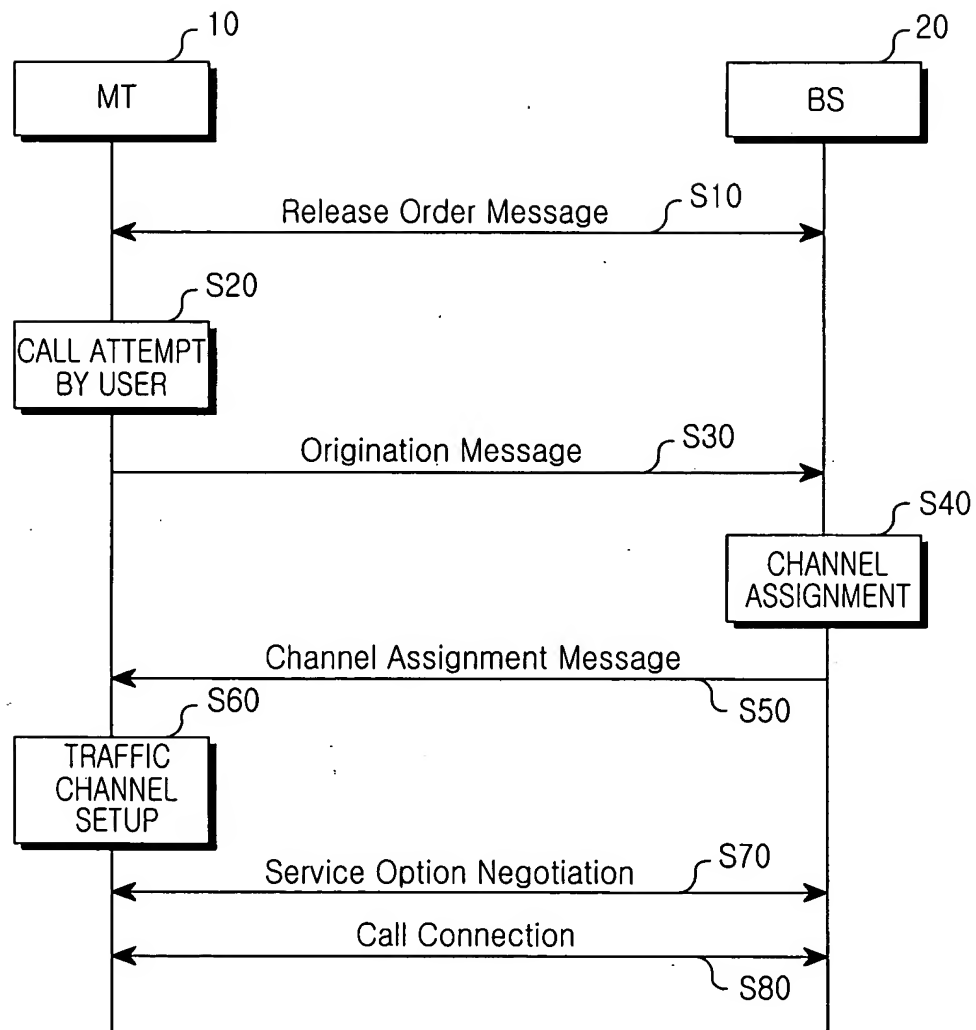 10
20
MT
BS
Release Order Message
S10
S20
CALL ATTEMPT
BY USER
Origination Message
S30
S40
CHANNEL
ASSIGNMENT
Channel Assignment Message
S50
S60
TRAFFIC
CHANNEL
SETUP
Service Option Negotiation
S70
Call Connection
S80